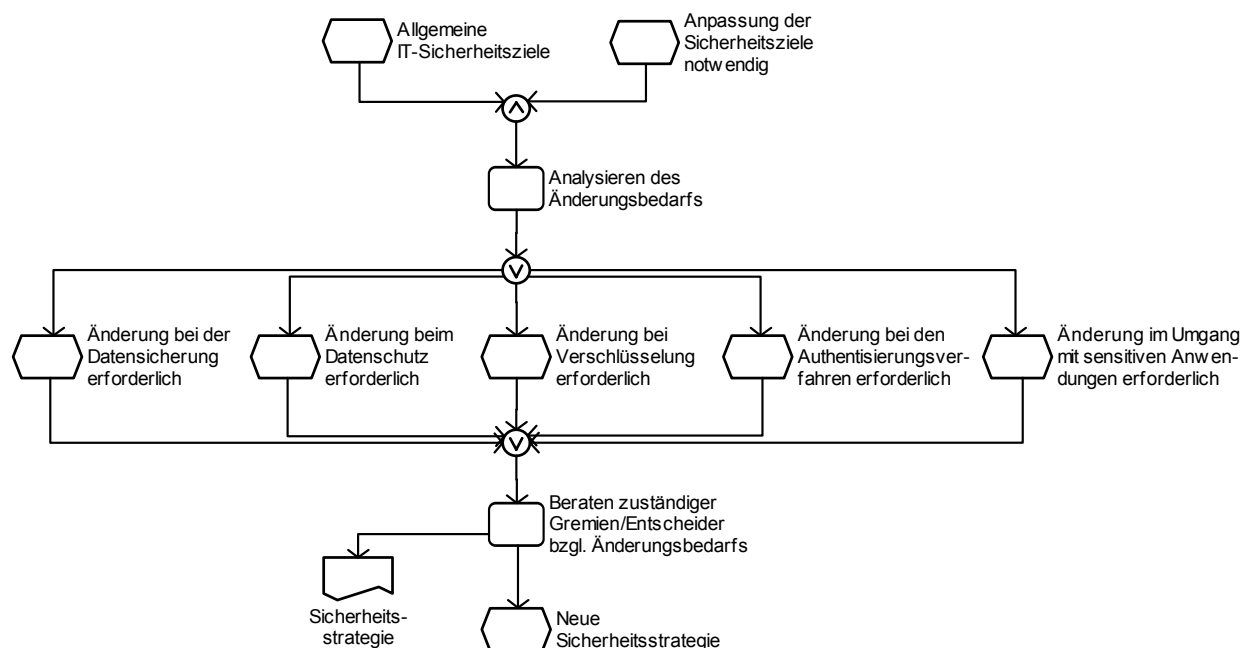 Allgemeine
IT-Sicherheitsziele
Anpassung der
Sicherheitsziele
notwendig
Analysieren des
Änderungsbedarfs
Änderung bei der
Datensicherung
erforderlich
Änderung beim
Datenschutz
erforderlich
Änderung bei
Verschlüsselung
erforderlich
Änderung bei den
Authentisierungsver-
fahren erforderlich
Änderung im Umgang
mit sensitiven Anwen-
dungen erforderlich
Beraten zuständiger
Gremien/Entscheider
bzgl. Änderungsbedarfs
Sicherheits-
strategie
Neue
Sicherheitsstrategie